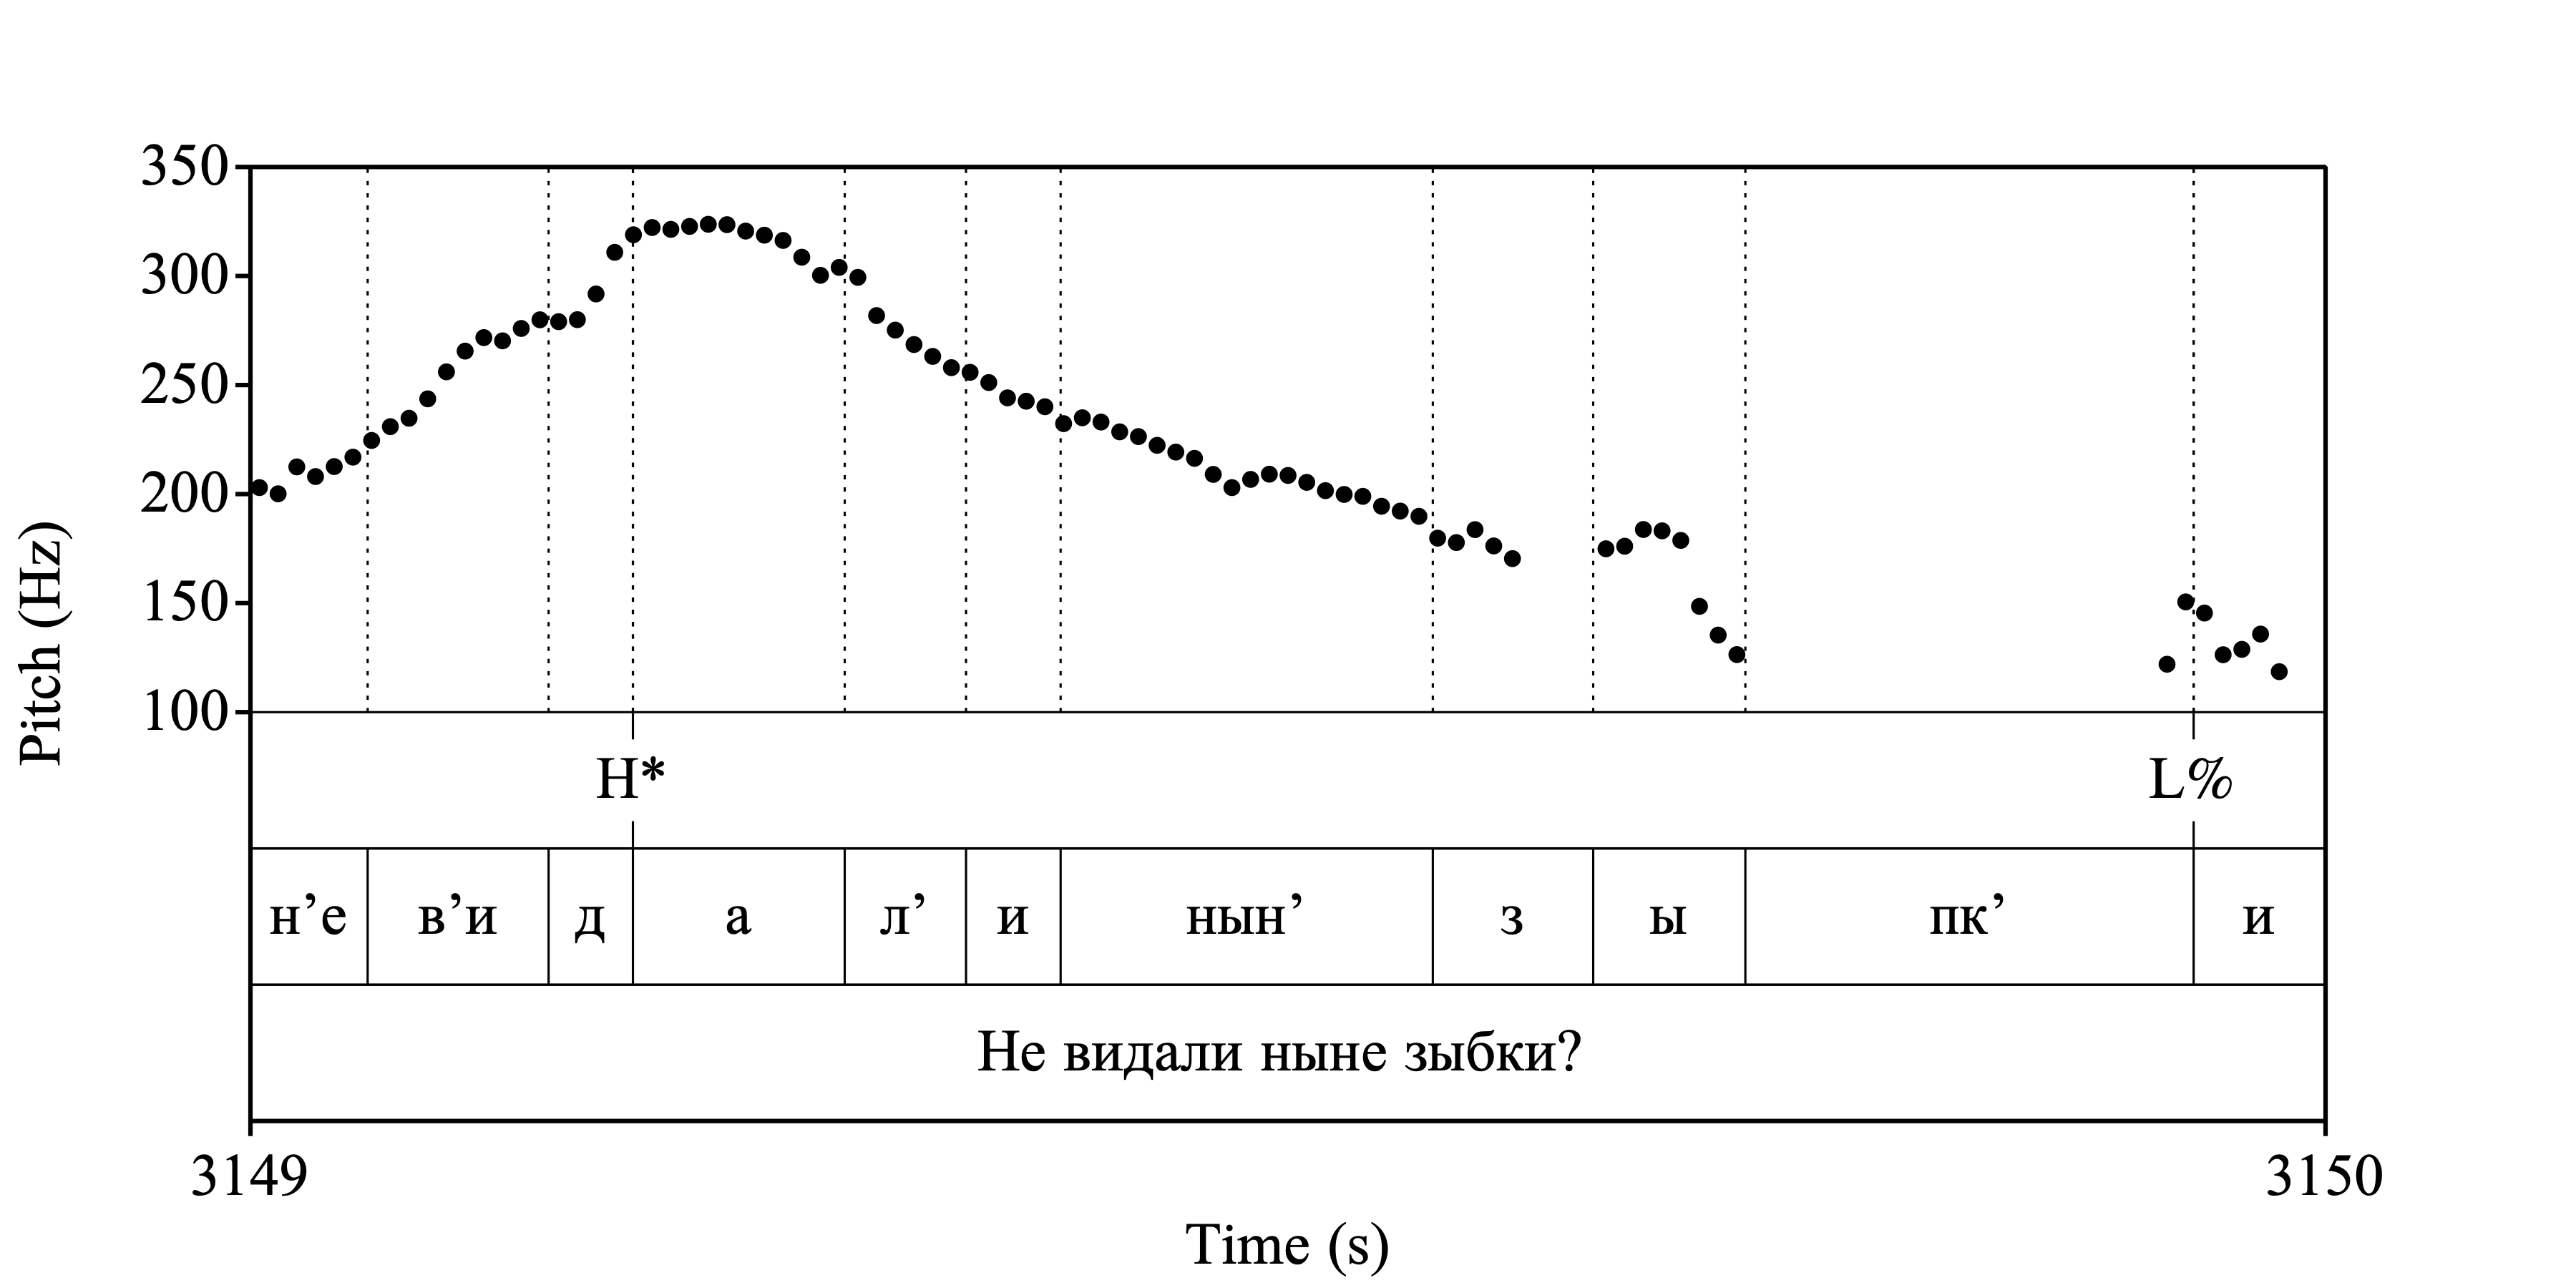 350
300
250
200
150
100
Pitch (Hz)
H* L%
н’е в’и д а л’ и нын’ з ы пк’ и
Не видали ныне зыбки?
3149 3150
Time (s)